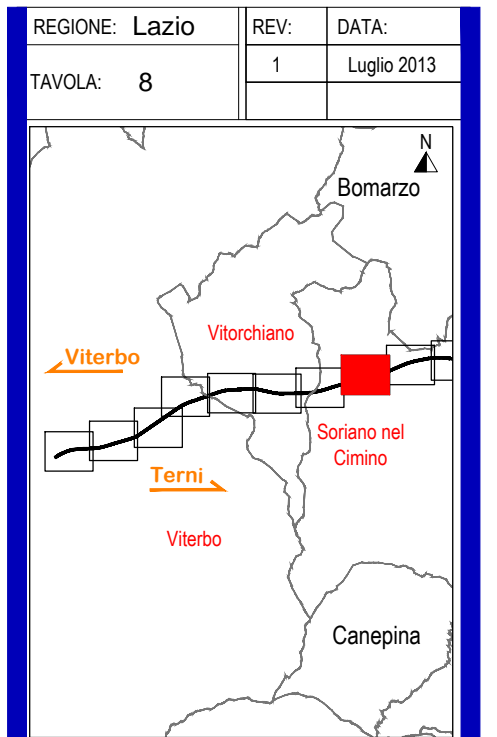 REGIONE: Lazio
REV:
DATA:
TAVOLA: 8
1
Luglio 2013
N
Bomarzo
Vitorchiano
Viterbo
Soriano nel
Cimino
Terni
Viterbo
Canepina